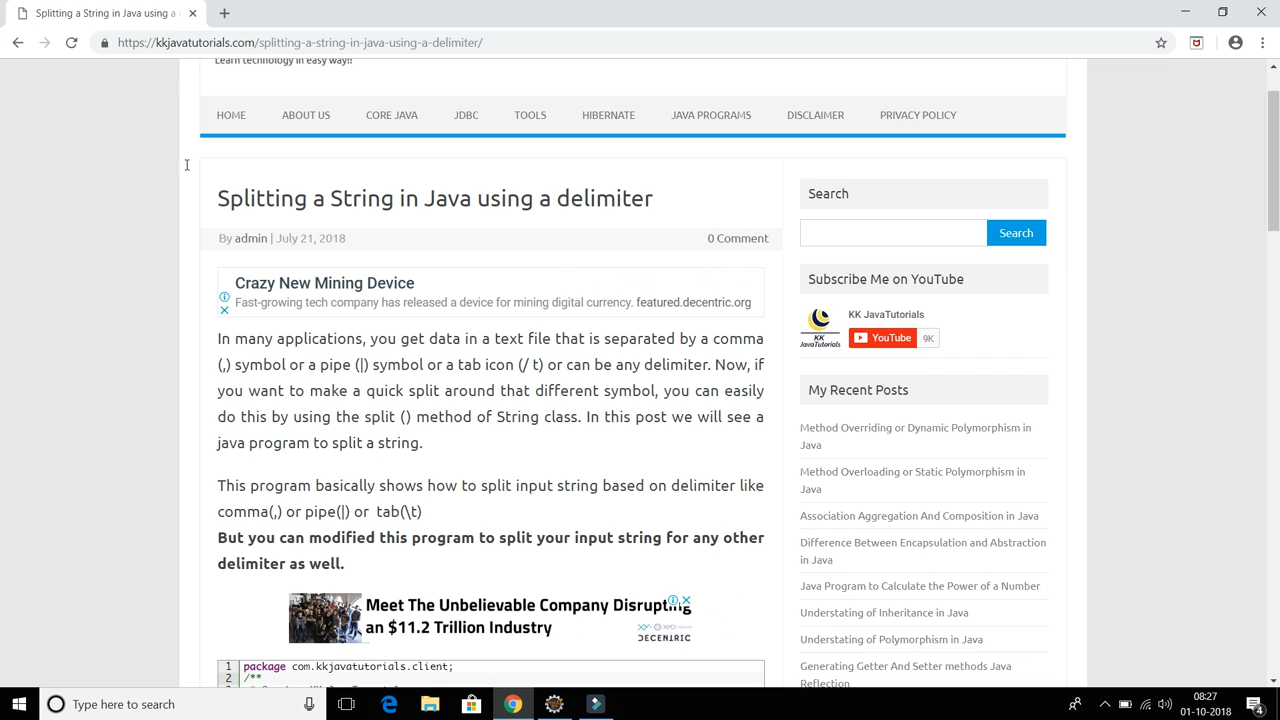 Splitting a String in Java using a
https://kkjavatutorials.com/splitting-a-string-in-java-using-a-delimiter/
Learn technology in easy way!!
HOME ABOUT US CORE JAVA JDBC TOOLS HIBERNATE JAVA PROGRAMS DISCLAIMER PRIVACY POLICY
Splitting a String in Java using a delimiter
By admin | July 21, 2018 0 Comment
Crazy New Mining Device
Fast-growing tech company has released a device for mining digital currency. featured.decentric.org
In many applications, you get data in a text file that is separated by a comma
(,) symbol or a pipe (|) symbol or a tab icon (/ t) or can be any delimiter. Now, if
you want to make a quick split around that different symbol, you can easily
do this by using the split () method of String class. In this post we will see a
java program to split a string.
This program basically shows how to split input string based on delimiter like
comma(,) or pipe(|) or tab(\t)
But you can modified this program to split your input string for any other
delimiter as well.
Meet The Unbelievable Company Disrupting
an $11.2 Trillion Industry
DECENTRIC
1 package com.kkjavatutorials.client;
2 /**
Search
Search
Subscribe Me on YouTube
KK JavaTutorials
KK
JavaTutorials
YouTube 9K
My Recent Posts
Method Overriding or Dynamic Polymorphism in
Java
Method Overloading or Static Polymorphism in
Java
Association Aggregation And Composition in Java
Difference Between Encapsulation and Abstraction
in Java
Java Program to Calculate the Power of a Number
Understating of Inheritance in Java
Understating of Polymorphism in Java
Generating Getter And Setter methods Java
Reflection
Type here to search
08:27
01-10-2018
4